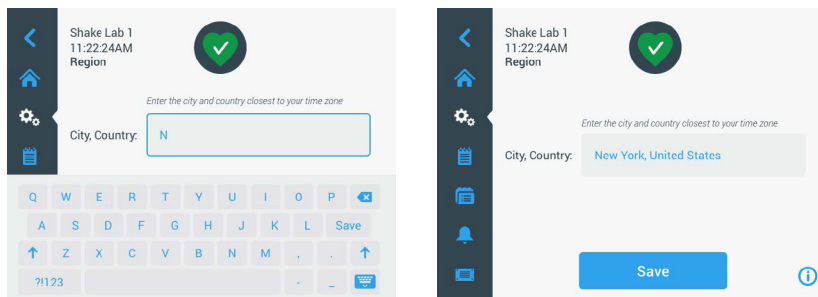 Shake Lab 1
11:22:24AM
Region
Enter the city and country closest to your time zone
City, Country: N
Q W E R T Y U I O P
A S D F G H J K L Save
Z X C V B N M , .
?!123 - _
Shake Lab 1
11:22:24AM
Region
Enter the city and country closest to your time zone
City, Country: New York, United States
Save